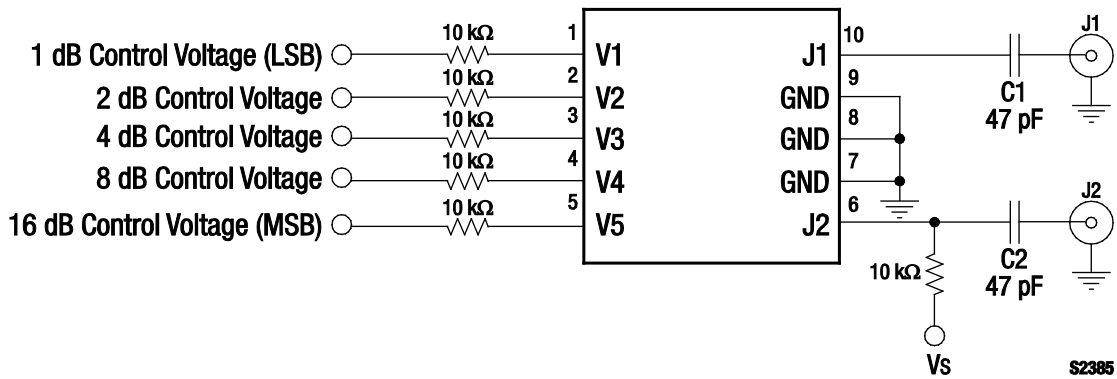 1 dB Control Voltage (LSB) 10 kΩ 1 V1 J1 10 J1
2 dB Control Voltage 10 kΩ 2 V2 GND 9 C1 47 pF
4 dB Control Voltage 10 kΩ 3 V3 GND 8
8 dB Control Voltage 10 kΩ 4 V4 GND 7
16 dB Control Voltage (MSB) 10 kΩ 5 V5 J2 6 J2
10 kΩ C2 47 pF
Vs
S2385